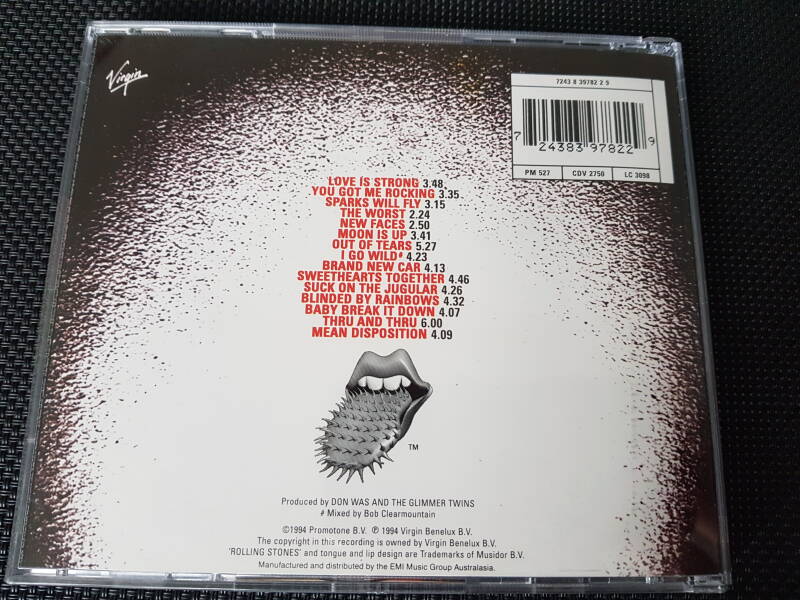 Virgin
7243 8 39782 2 9
7 24383 97822 9
PM 527 CDV 2750 LC 3098
LOVE IS STRONG 3.48
YOU GOT ME ROCKING 3.35
SPARKS WILL FLY 3.15
THE WORST 2.24
NEW FACES 2.50
MOON IS UP 3.41
OUT OF TEARS 5.27
I GO WILD# 4.23
BRAND NEW CAR 4.13
SWEETHEARTS TOGETHER 4.46
SUCK ON THE JUGULAR 4.26
BLINDED BY RAINBOWS 4.32
BABY BREAK IT DOWN 4.07
THRU AND THRU 6.00
MEAN DISPOSITION 4.09
TM
Produced by DON WAS AND THE GLIMMER TWINS
# Mixed by Bob Clearmountain
©1994 Promotone B.V. ℗ 1994 Virgin Benelux B.V.
The copyright in this recording is owned by Virgin Benelux B.V.
'ROLLING STONES' and tongue and lip design are Trademarks of Musidor B.V.
Manufactured and distributed by the EMI Music Group Australasia.